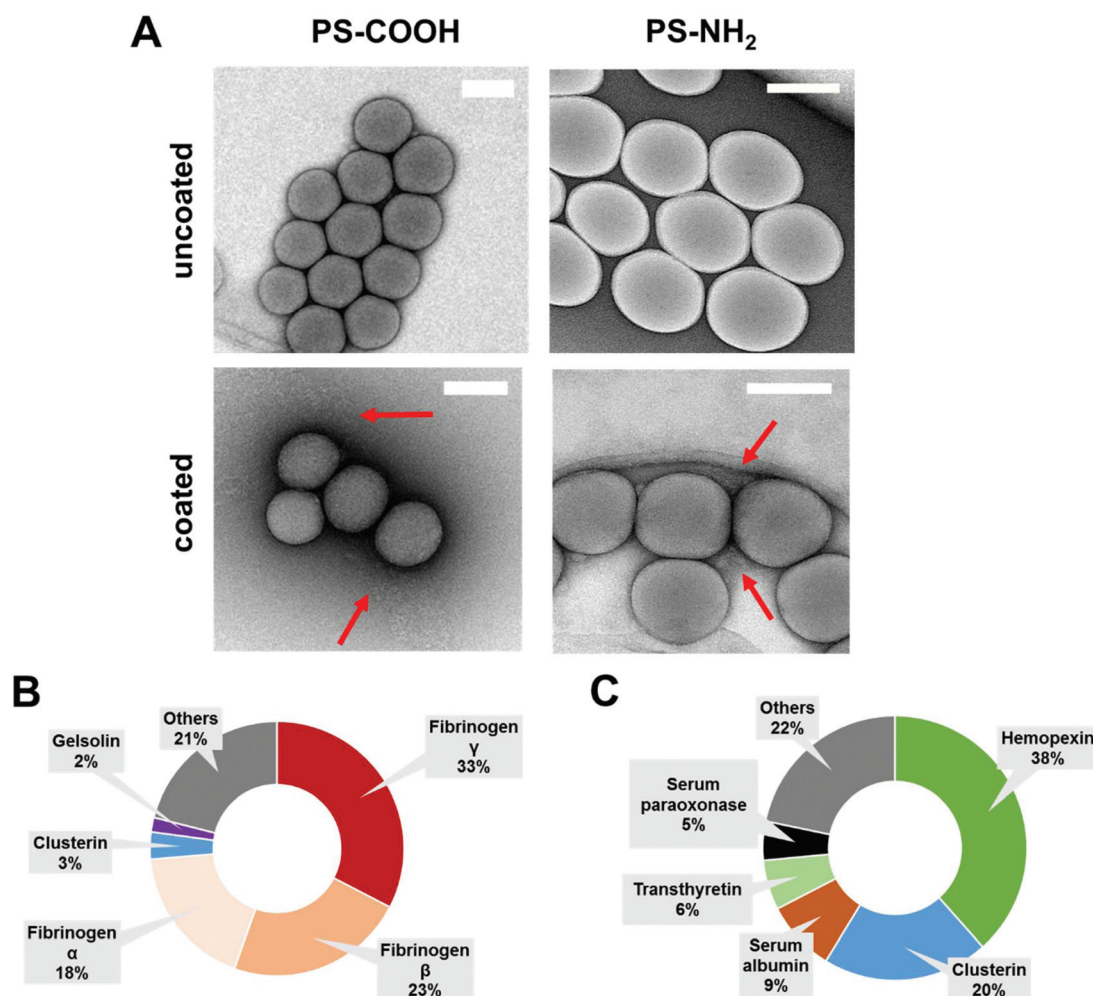 A
PS-COOH
PS-NH₂
uncoated
coated
B
Others
21%
Gelsolin
2%
Clusterin
3%
Fibrinogen
α
18%
Fibrinogen
γ
33%
Fibrinogen
β
23%
C
Others
22%
Serum
paraoxonase
5%
Transthyretin
6%
Serum
albumin
9%
Hemopexin
38%
Clusterin
20%